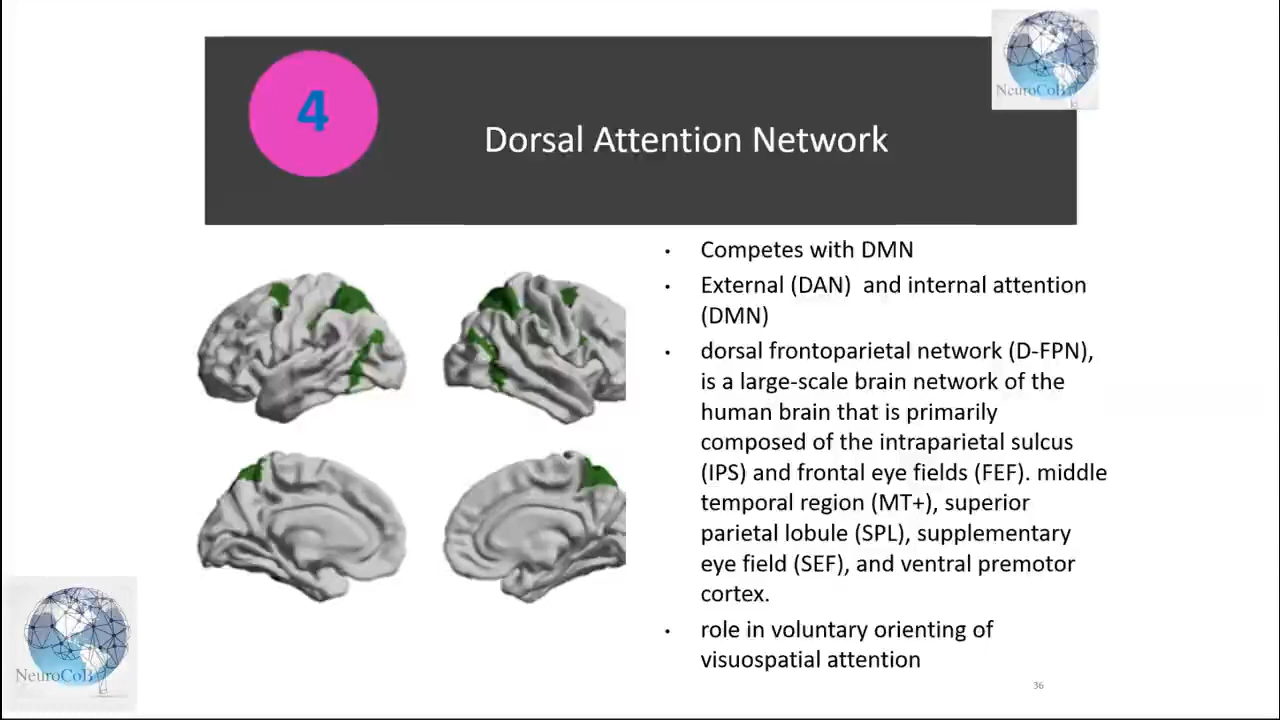 4
NeuroCoB
Dorsal Attention Network
• Competes with DMN
• External (DAN) and internal attention
(DMN)
• dorsal frontoparietal network (D-FPN),
is a large-scale brain network of the
human brain that is primarily
composed of the intraparietal sulcus
(IPS) and frontal eye fields (FEF). middle
temporal region (MT+), superior
parietal lobule (SPL), supplementary
eye field (SEF), and ventral premotor
cortex.
• role in voluntary orienting of
visuospatial attention
NeuroCoB
36